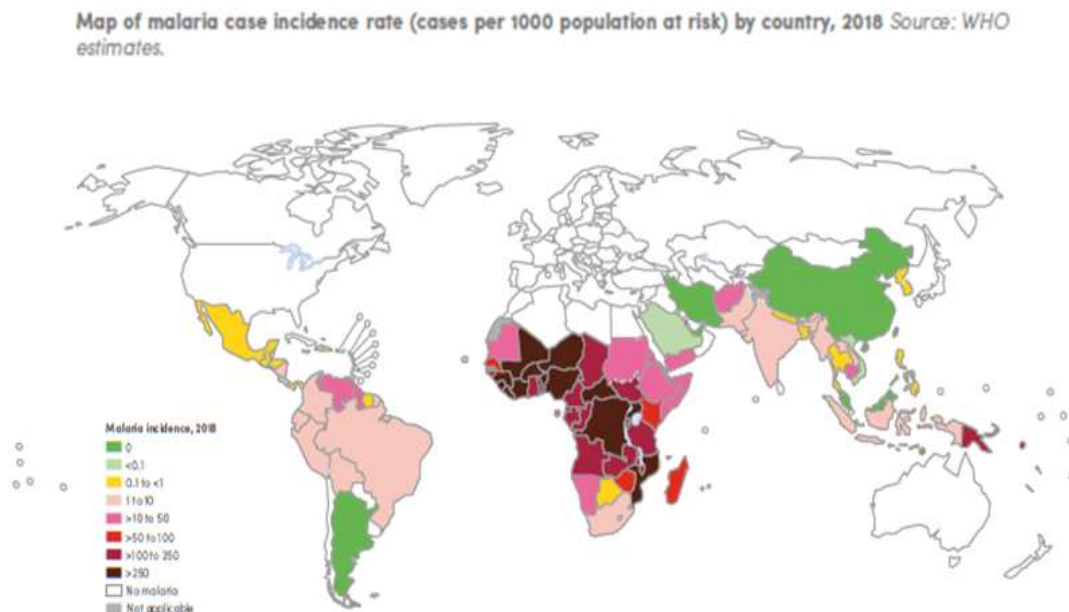 Map of malaria case incidence rate (cases per 1000 population at risk) by country, 2018 Source: WHO
estimates.
Malaria incidence, 2018
0
<0.1
0.1 to <1
1 to 10
>10 to 50
>50 to 100
>100 to 250
>250
No malaria
Not applicable